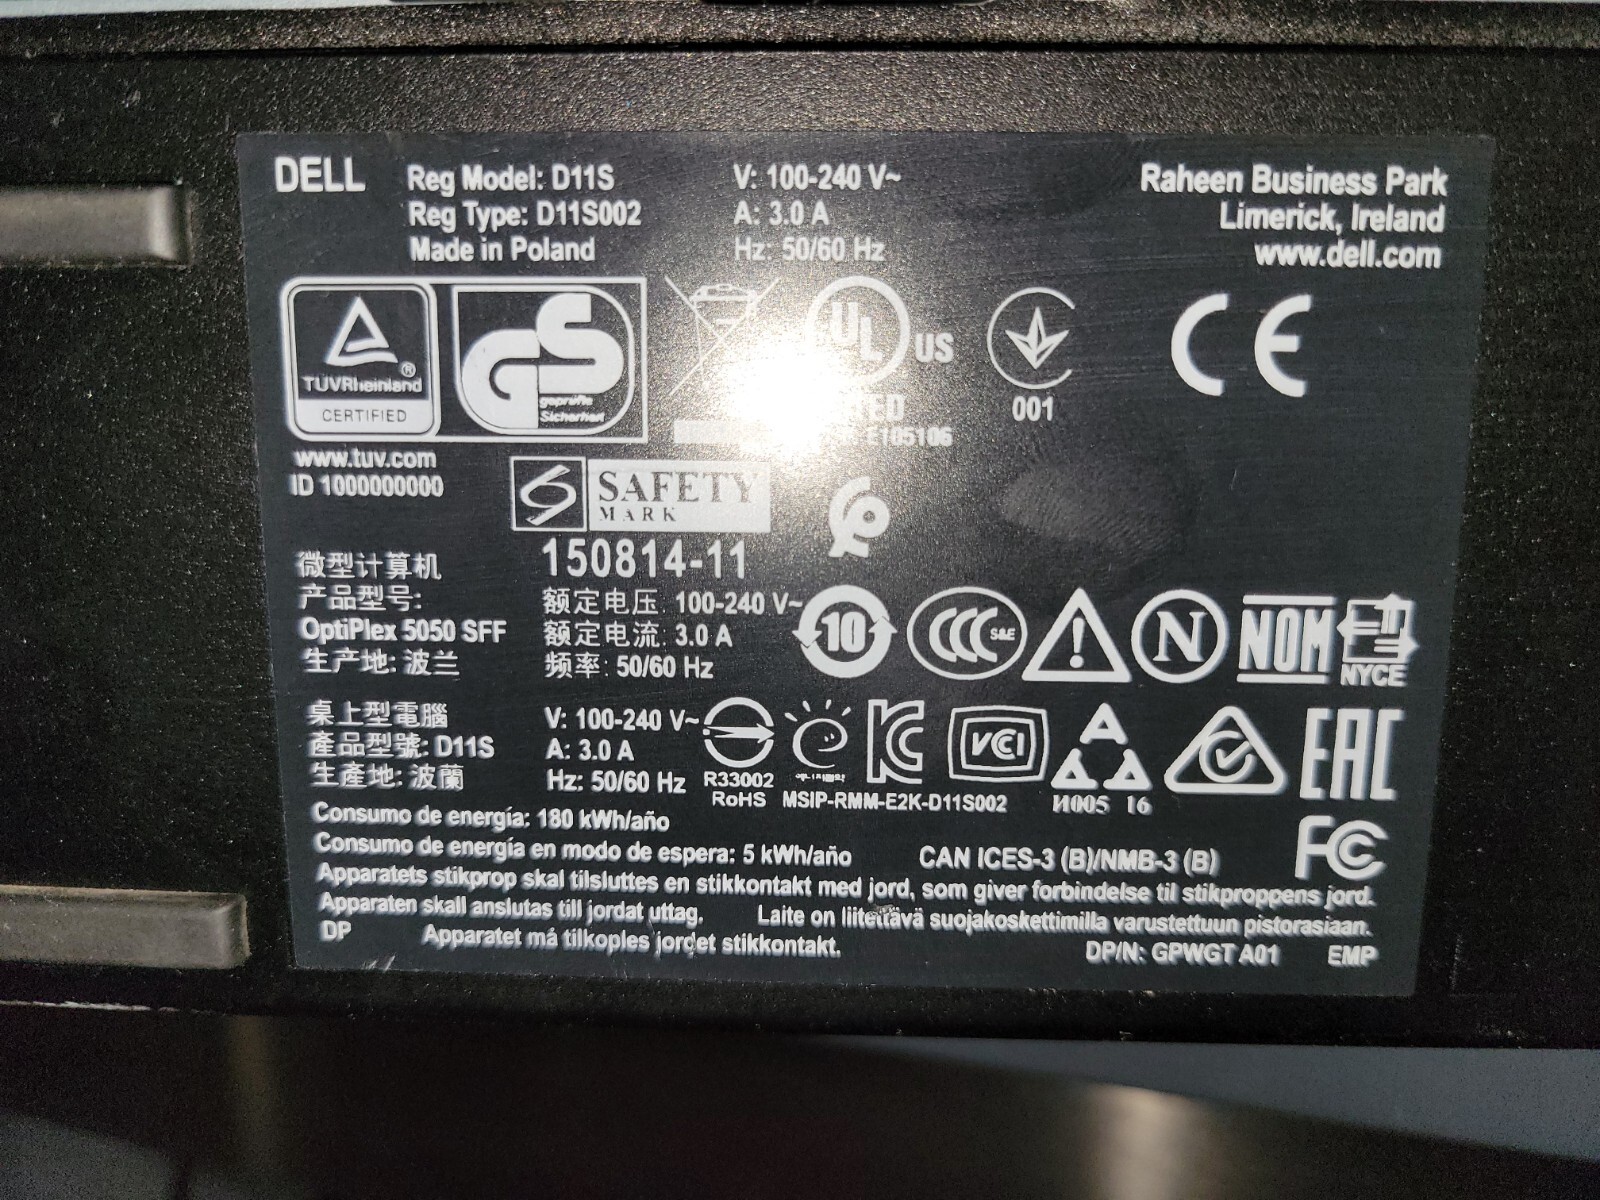 DELL
Reg Model: D11S
Reg Type: D11S002
Made in Poland
V: 100-240 V~
A: 3.0 A
Hz: 50/60 Hz
Raheen Business Park
Limerick, Ireland
www.dell.com
TÜVRheinland ®
CERTIFIED
www.tuv.com
ID 1000000000
GS
geprüfte
Sicherheit
UL US
E185106
001
CE
SAFETY
MARK
150814-11
微型计算机
产品型号:
OptiPlex 5050 SFF
生产地: 波兰
额定电压: 100-240 V~
额定电流: 3.0 A
频率: 50/60 Hz
10
CCC S&E
N
NOM
NYCE
桌上型電腦
產品型號: D11S
生產地: 波蘭
V: 100-240 V~
A: 3.0 A
Hz: 50/60 Hz
R33002
RoHS
MSIP-RMM-E2K-D11S002
VCI
И005 16
EAC
Consumo de energía: 180 kWh/año
Consumo de energía en modo de espera: 5 kWh/año
CAN ICES-3 (B)/NMB-3 (B)
FC
Apparatets stikprop skal tilsluttes en stikkontakt med jord, som giver forbindelse til stikproppens jord.
Apparaten skall anslutas till jordat uttag. Laite on liitettävä suojakoskettimilla varustettuun pistorasiaan.
DP Apparatet må tilkoples jordet stikkontakt. DP/N: GPWGT A01 EMP